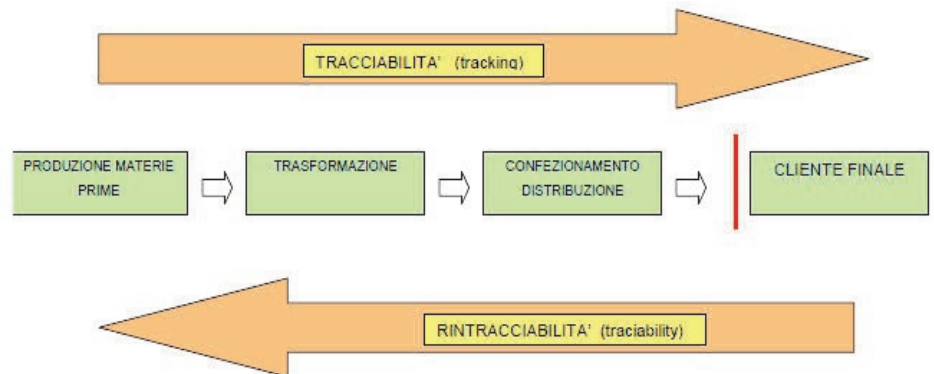 TRACCIABILITA' (tracking)
PRODUZIONE MATERIE
PRIME
TRASFORMAZIONE
CONFEZIONAMENTO
DISTRIBUZIONE
CLIENTE FINALE
RINTRACCIABILITA' (traciability)